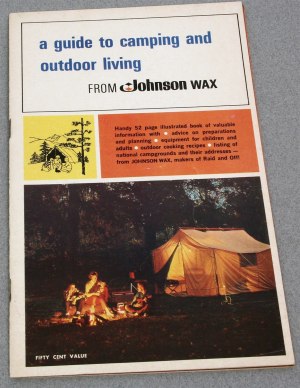 a guide to camping and
outdoor living
FROM Johnson WAX
Handy 52 page illustrated book of valuable
information with • advice on preparations
and planning • equipment for children and
adults • outdoor cooking recipes • listing of
national campgrounds and their addresses —
from JOHNSON WAX, makers of Raid and Off!
FIFTY CENT VALUE